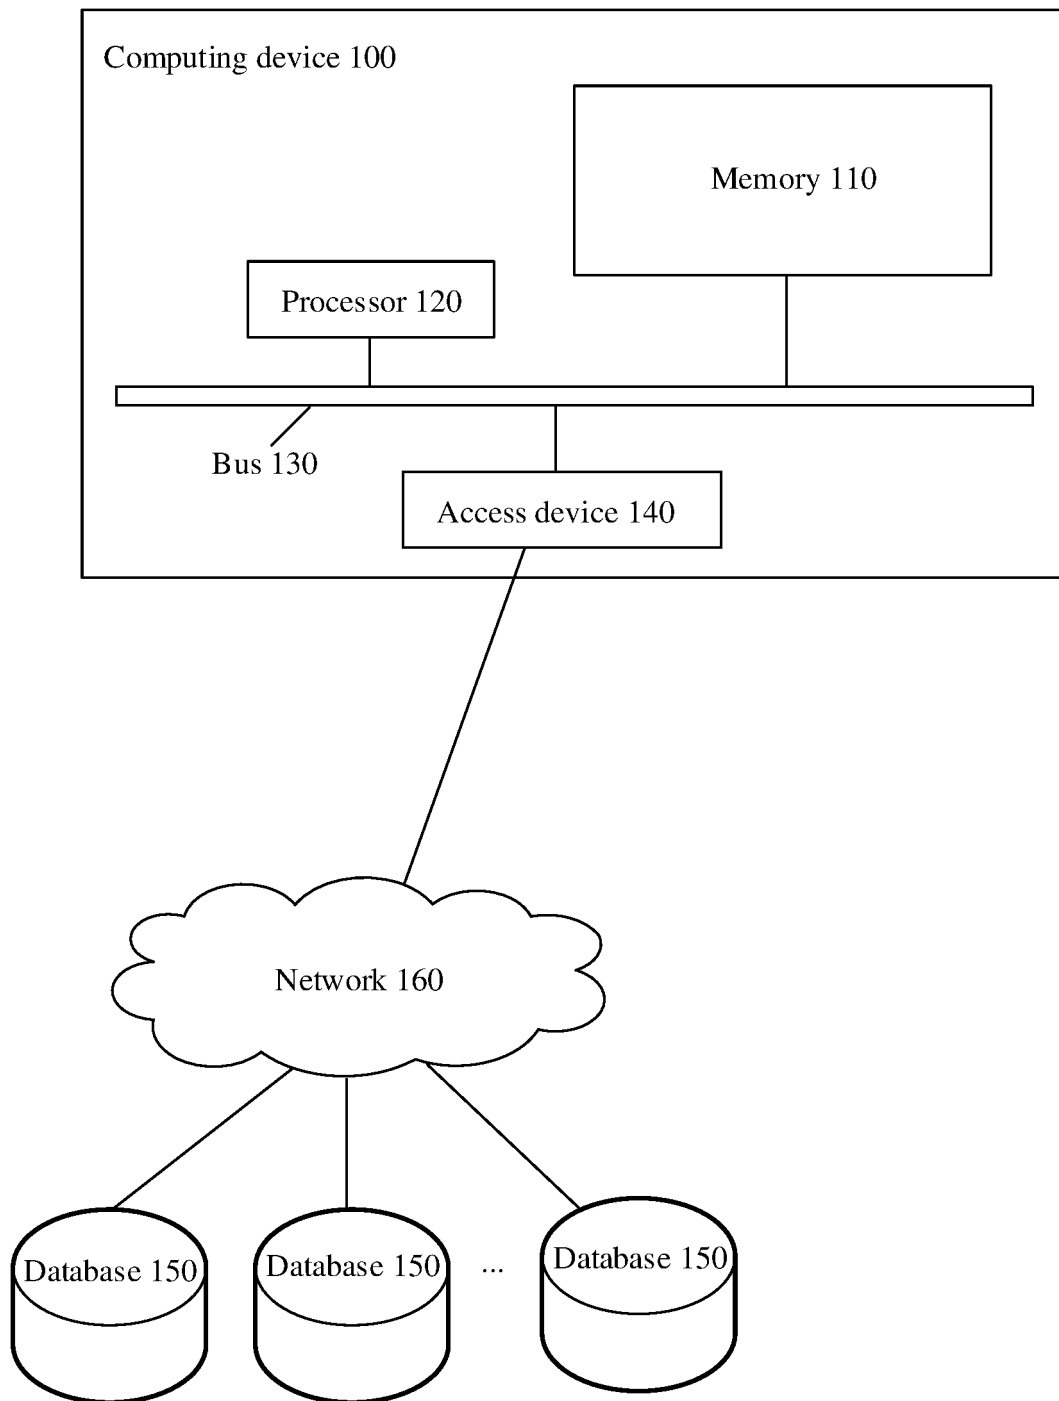 Computing device 100
Memory 110
Processor 120
Bus 130
Access device 140
Network 160
Database 150
Database 150
...
Database 150